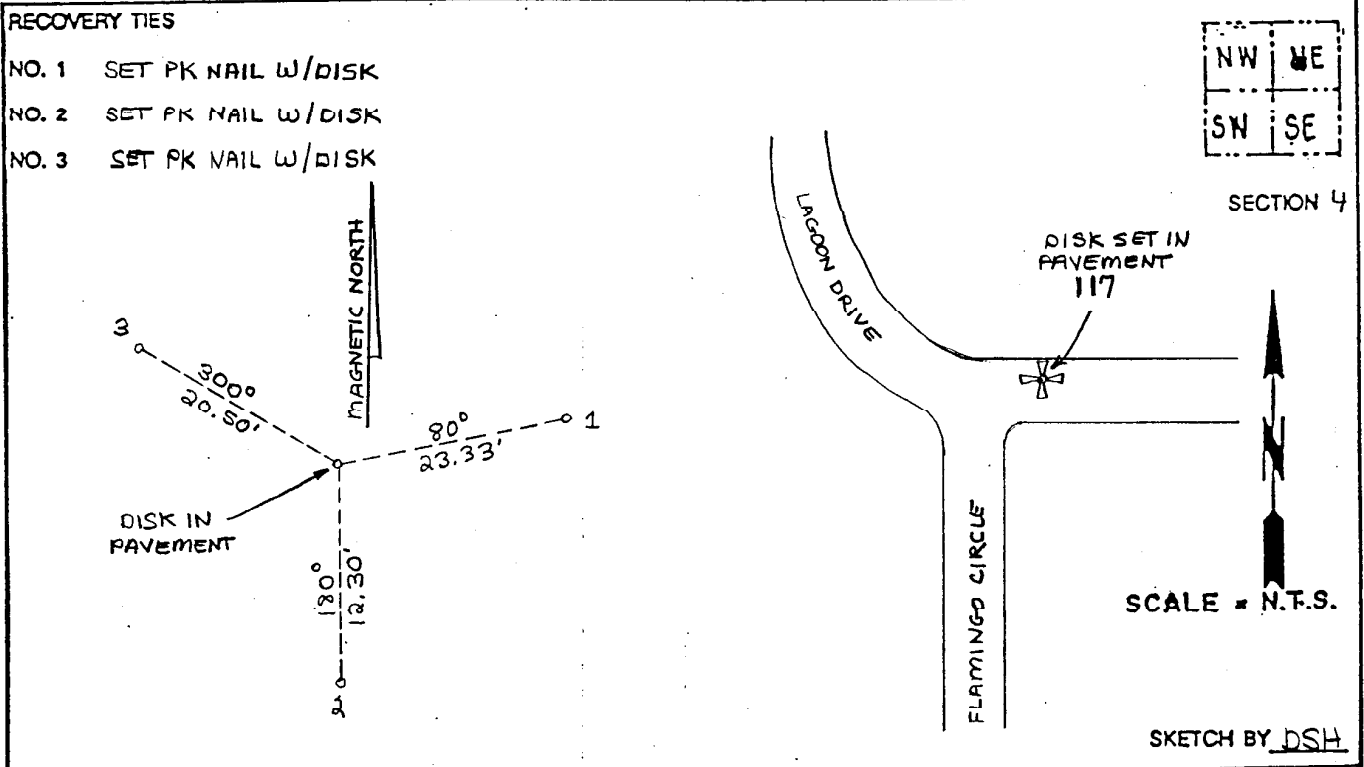 RECOVERY TIES
NO. 1 SET PK NAIL W/DISK
NO. 2 SET PK NAIL W/DISK
NO. 3 SET PK NAIL W/DISK
MAGNETIC NORTH
3
300°
20.50'
80°
23.33'
1
DISK IN
PAVEMENT
180°
12.30'
2
LAGOON DRIVE
DISK SET IN
PAVEMENT
117
FLAMINGO CIRCLE
NW NE
SW SE
SECTION 4
N
SCALE = N.T.S.
SKETCH BY DSH